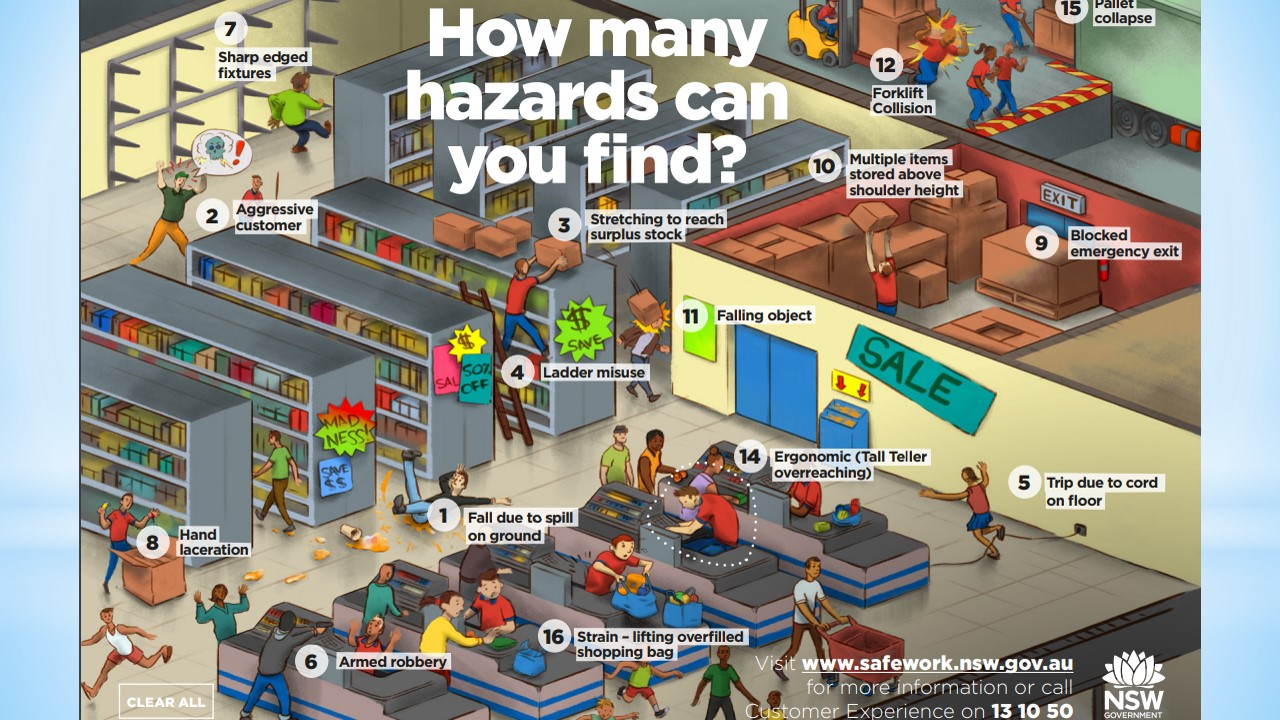 How many
hazards can
you find?
7
Sharp edged
fixtures
!
2
Aggressive
customer
3
Stretching to reach
surplus stock
15
Pallet
collapse
12
Forklift
Collision
10
Multiple items
stored above
shoulder height
EXIT
9
Blocked
emergency exit
11
Falling object
$
SAVE
SALE
$
SAL
50%
OFF
4
Ladder misuse
MAD
NESS!
SAVE
$$
14
Ergonomic (Tall Teller
overreaching)
5
Trip due to cord
on floor
1
Fall due to spill
on ground
8
Hand
laceration
16
Strain – lifting overfilled
shopping bag
6
Armed robbery
CLEAR ALL
Visit www.safework.nsw.gov.au
for more information or call
Customer Experience on 13 10 50
NSW
GOVERNMENT